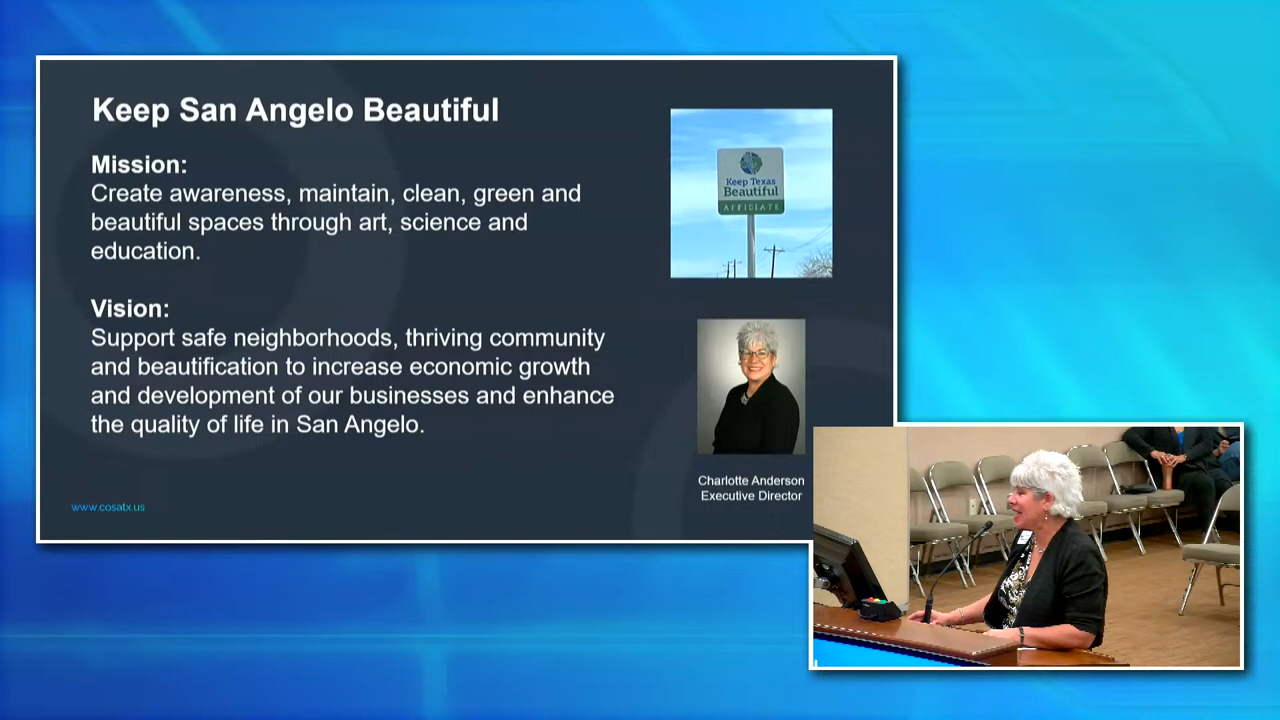 Keep San Angelo Beautiful
Mission:
Create awareness, maintain, clean, green and
beautiful spaces through art, science and
education.
Vision:
Support safe neighborhoods, thriving community
and beautification to increase economic growth
and development of our businesses and enhance
the quality of life in San Angelo.
www.cosatx.us
Keep Texas
Beautiful
AFFILIATE
Charlotte Anderson
Executive Director